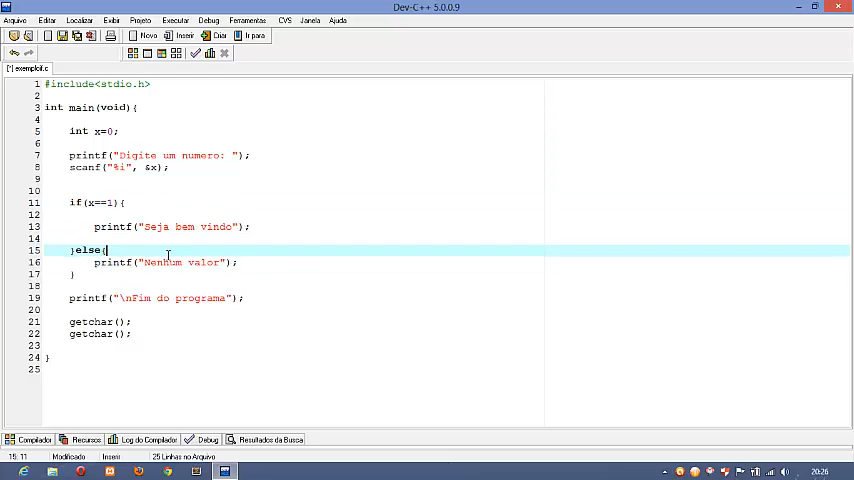 Dev-C++ 5.0.0.9
Arquivo Editar Localizar Exibir Projeto Executar Debug Ferramentas CVS Janela Ajuda
Novo Inserir Criar Ir para
[*] exemploif.c
1 #include<stdio.h>
2
3 int main(void){
4
5 int x=0;
6
7 printf("Digite um numero: ");
8 scanf("%i", &x);
9
10
11 if(x==1){
12
13 printf("Seja bem vindo");
14
15 }else{
16 printf("Nenhum valor");
17 }
18
19 printf("\nFim do programa");
20
21 getchar();
22 getchar();
23
24 }
25
Compilador Recursos Log do Compilador Debug Resultados da Busca
15: 11 Modificado Inserir 25 Linhas no Arquivo
20:26